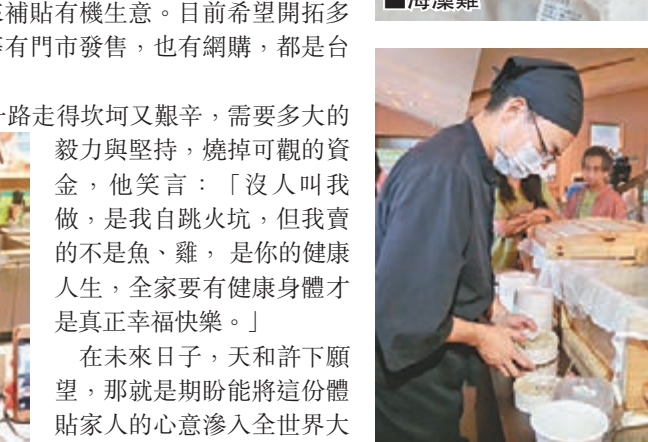 補貼有機生意。目前希望開拓多
有門市發售,也有網購,都是台
路走得坎坷又艱辛,需要多大的
毅力與堅持,燒掉可觀的資
金,他笑言:「沒人叫我
做,是我自跳火坑,但我賣
的不是魚、雞, 是你的健康
人生,全家要有健康身體才
是真正幸福快樂。」
在未來日子,天和許下願
望,那就是期盼能將這份體
貼家人的心意滲入全世界大
■海藻雞